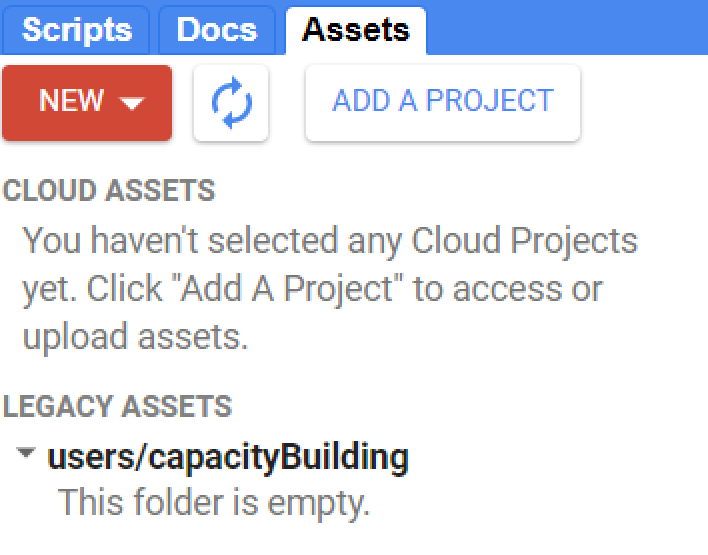 Scripts Docs Assets
NEW ADD A PROJECT
CLOUD ASSETS
You haven't selected any Cloud Projects
yet. Click "Add A Project" to access or
upload assets.
LEGACY ASSETS
users/capacityBuilding
This folder is empty.